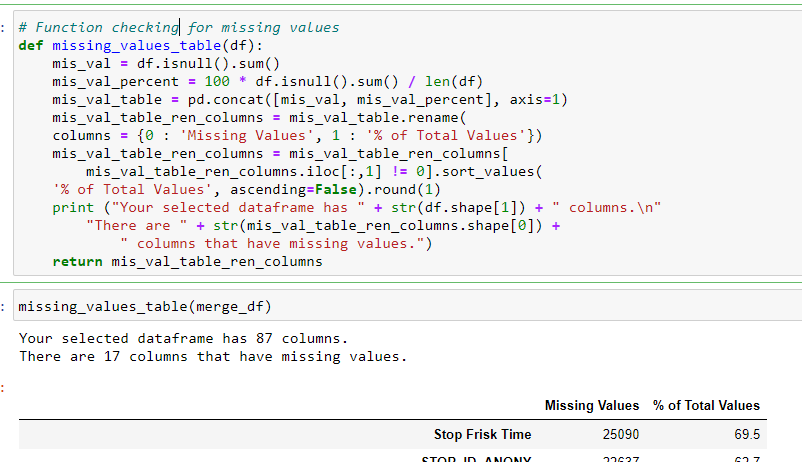 # Function checking for missing values
def missing_values_table(df):
    mis_val = df.isnull().sum()
    mis_val_percent = 100 * df.isnull().sum() / len(df)
    mis_val_table = pd.concat([mis_val, mis_val_percent], axis=1)
    mis_val_table_ren_columns = mis_val_table.rename(
    columns = {0 : 'Missing Values', 1 : '% of Total Values'})
    mis_val_table_ren_columns = mis_val_table_ren_columns[
        mis_val_table_ren_columns.iloc[:,1] != 0].sort_values(
    '% of Total Values', ascending=False).round(1)
    print ("Your selected dataframe has " + str(df.shape[1]) + " columns.\n"
        "There are " + str(mis_val_table_ren_columns.shape[0]) +
            " columns that have missing values.")
    return mis_val_table_ren_columns
missing_values_table(merge_df)
Your selected dataframe has 87 columns.
There are 17 columns that have missing values.
Missing Values % of Total Values
Stop Frisk Time 25090 69.5